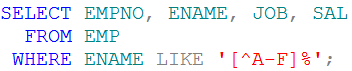 SELECT EMPNO, ENAME, JOB, SAL
FROM EMP
WHERE ENAME LIKE '[^A-F]%';